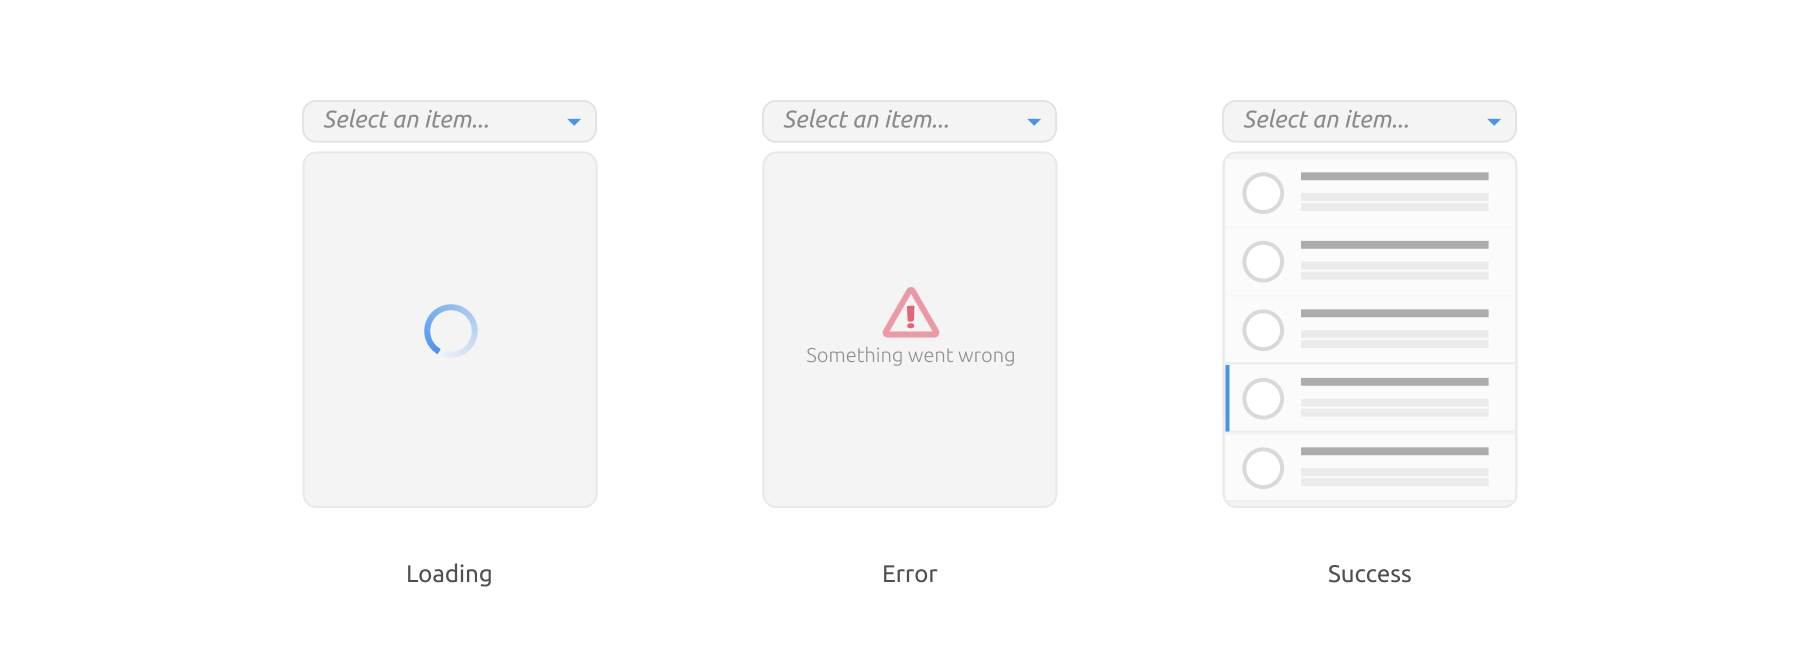 Select an item...
Select an item...
Select an item...
Something went wrong
Loading
Error
Success